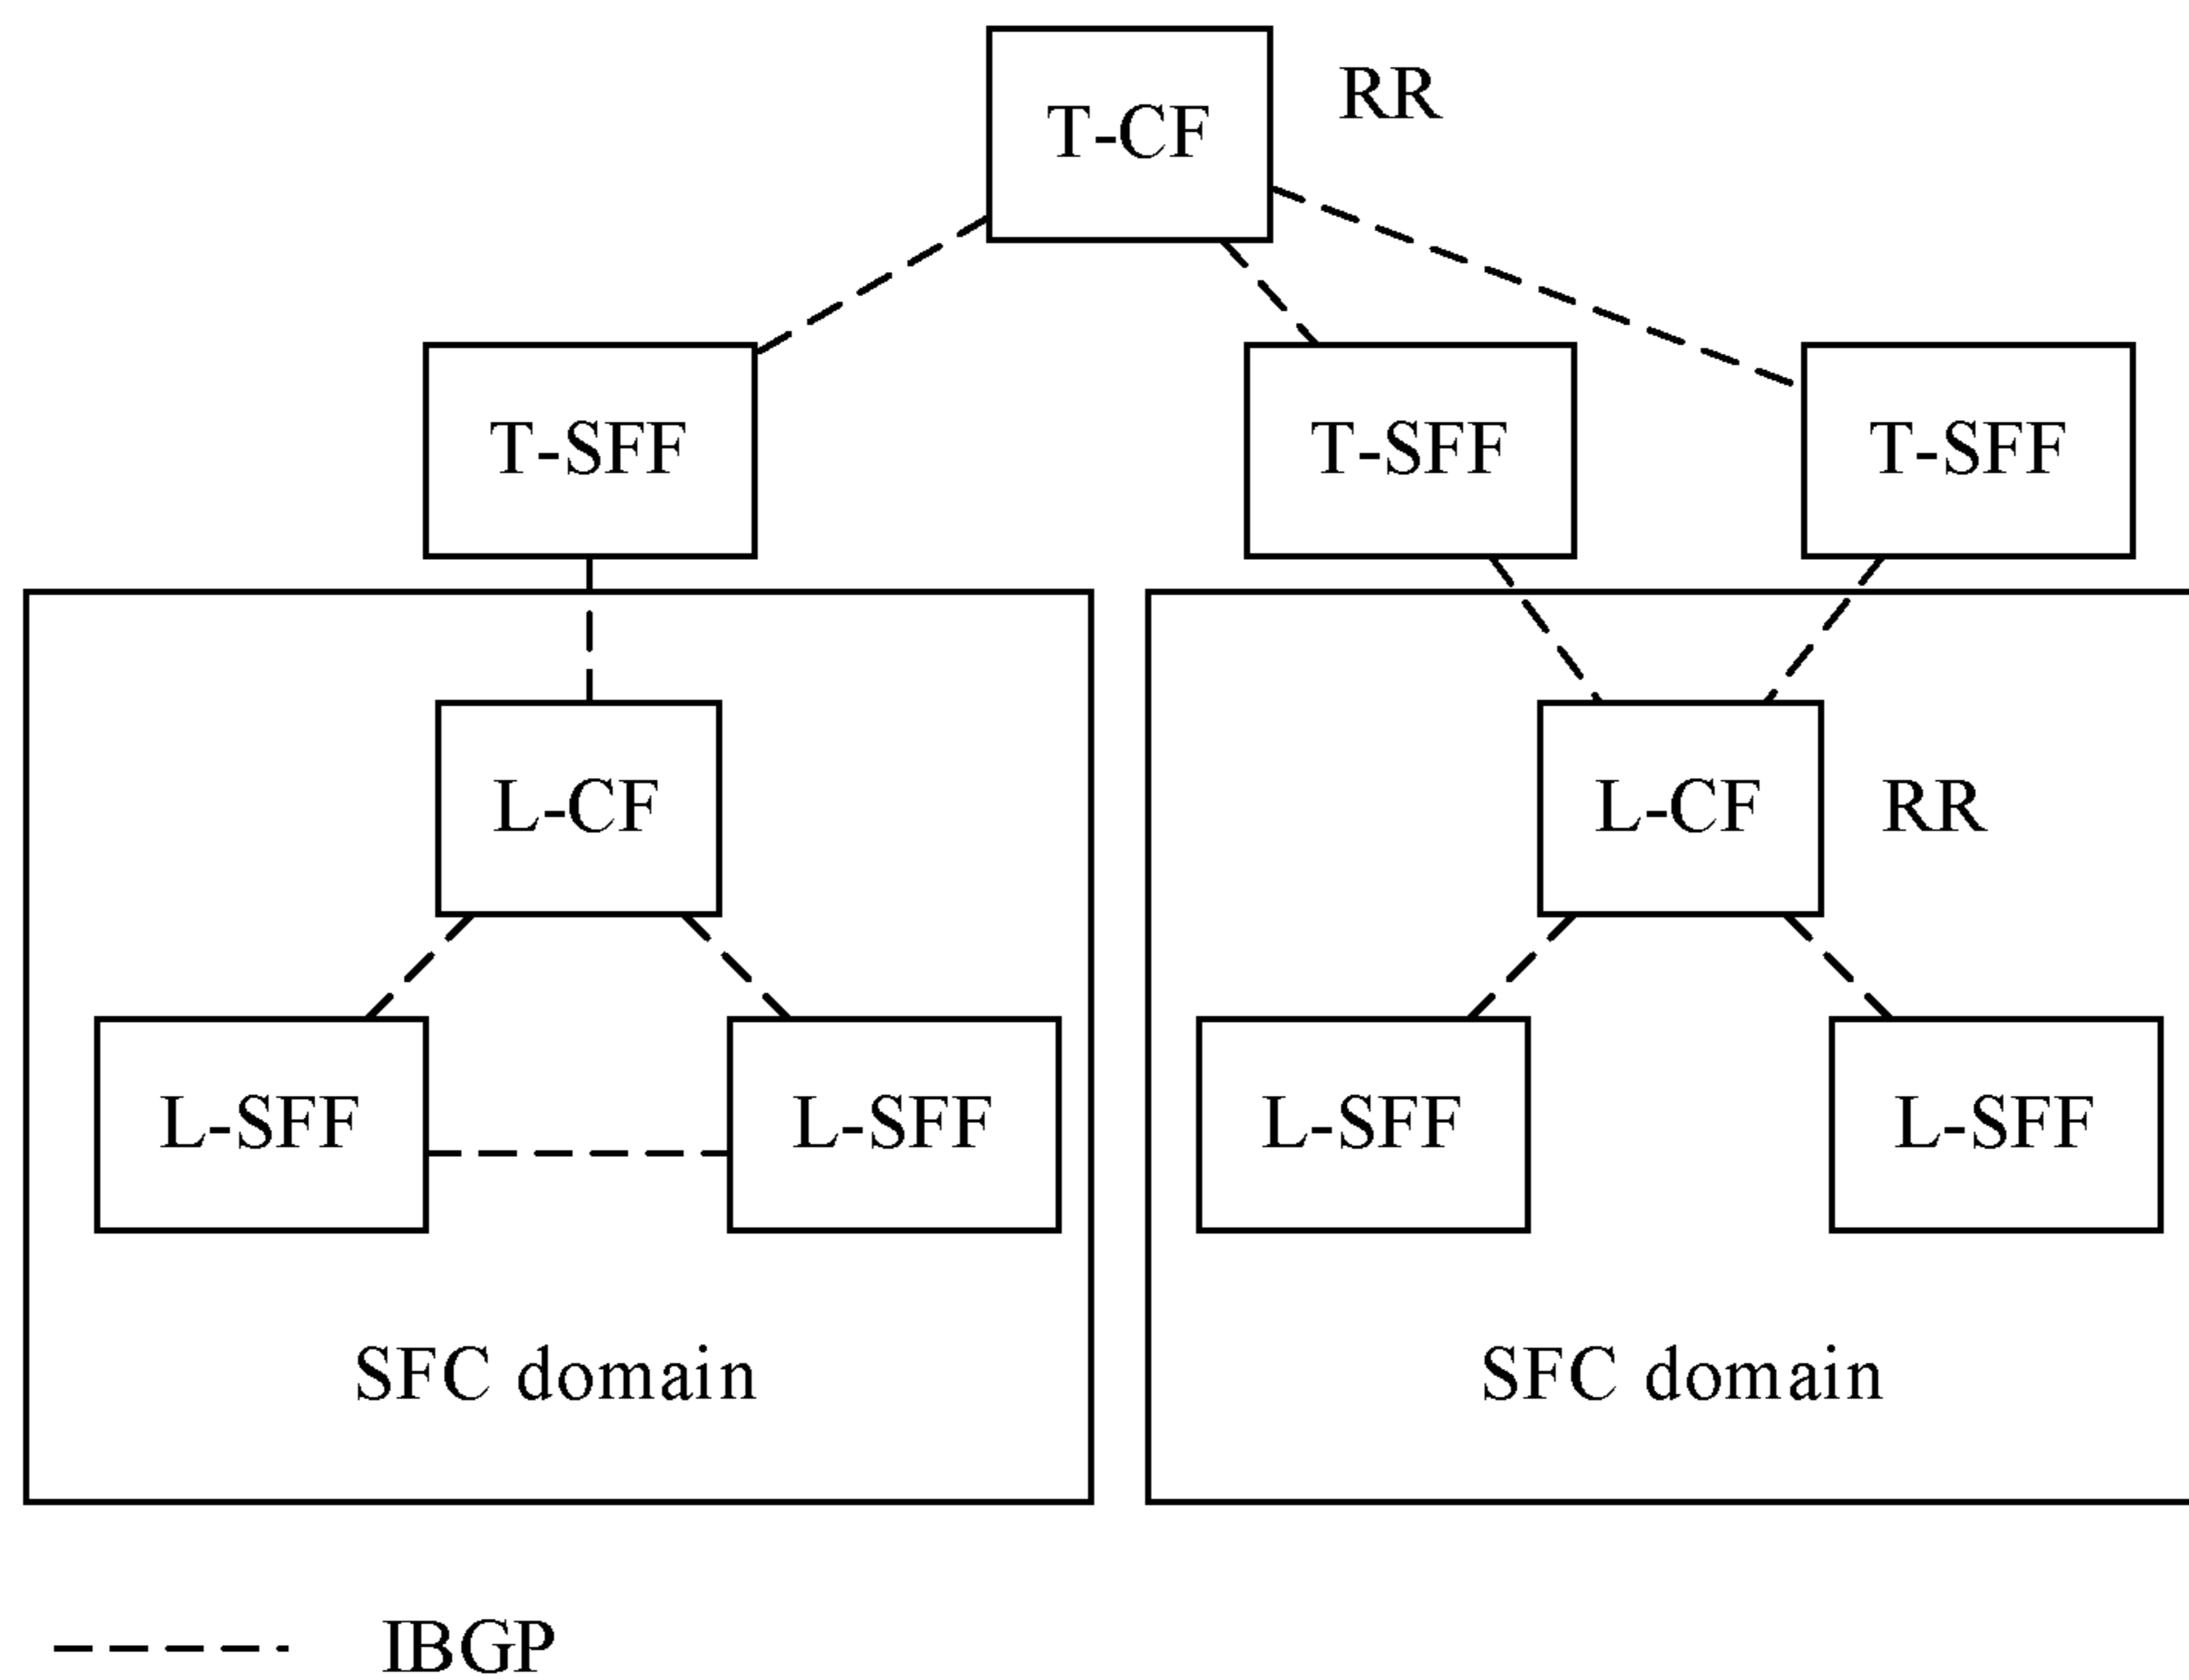 T-CF RR
T-SFF T-SFF T-SFF
L-CF L-CF RR
L-SFF L-SFF L-SFF L-SFF
SFC domain SFC domain
IBGP